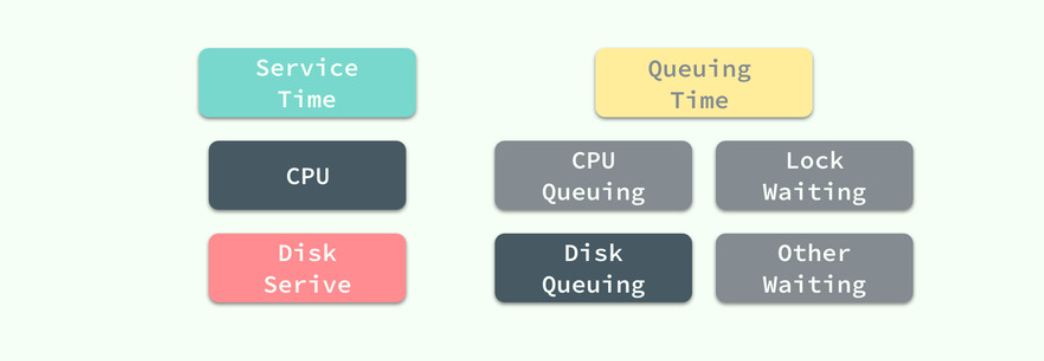 Service
Time
Queuing
Time
CPU
CPU
Queuing
Lock
Waiting
Disk
Serive
Disk
Queuing
Other
Waiting